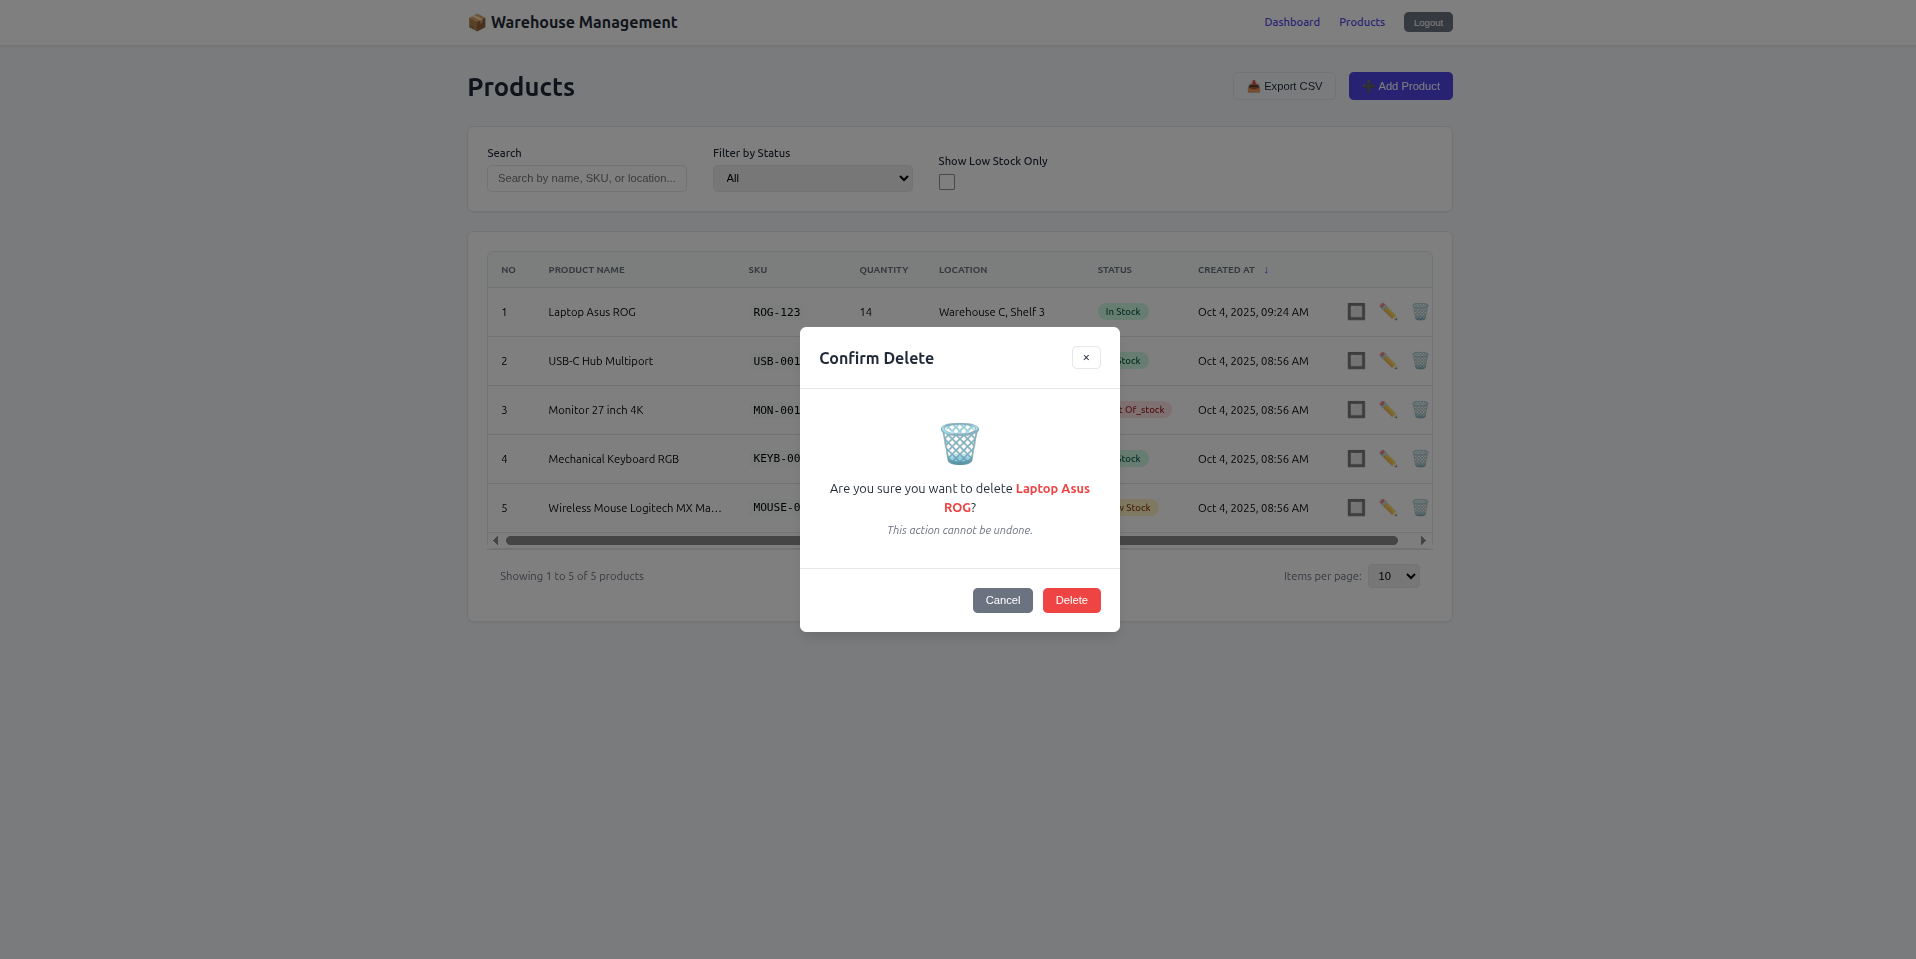 Warehouse Management
Dashboard Products Logout
Products
Export CSV
Add Product
Search Filter by Status Show Low Stock Only
Search by name, SKU, or location... All
NO PRODUCT NAME SKU QUANTITY LOCATION STATUS CREATED AT ↓
1 Laptop Asus ROG ROG-123 14 Warehouse C, Shelf 3 In Stock Oct 4, 2025, 09:24 AM
2 USB-C Hub Multiport USB-001 Stock Oct 4, 2025, 08:56 AM
3 Monitor 27 inch 4K MON-001 t Of_stock Oct 4, 2025, 08:56 AM
4 Mechanical Keyboard RGB KEYB-00 Stock Oct 4, 2025, 08:56 AM
5 Wireless Mouse Logitech MX Ma... MOUSE-0 w Stock Oct 4, 2025, 08:56 AM
Showing 1 to 5 of 5 products
Items per page: 10
Confirm Delete ×
Are you sure you want to delete Laptop Asus
ROG?
This action cannot be undone.
Cancel Delete